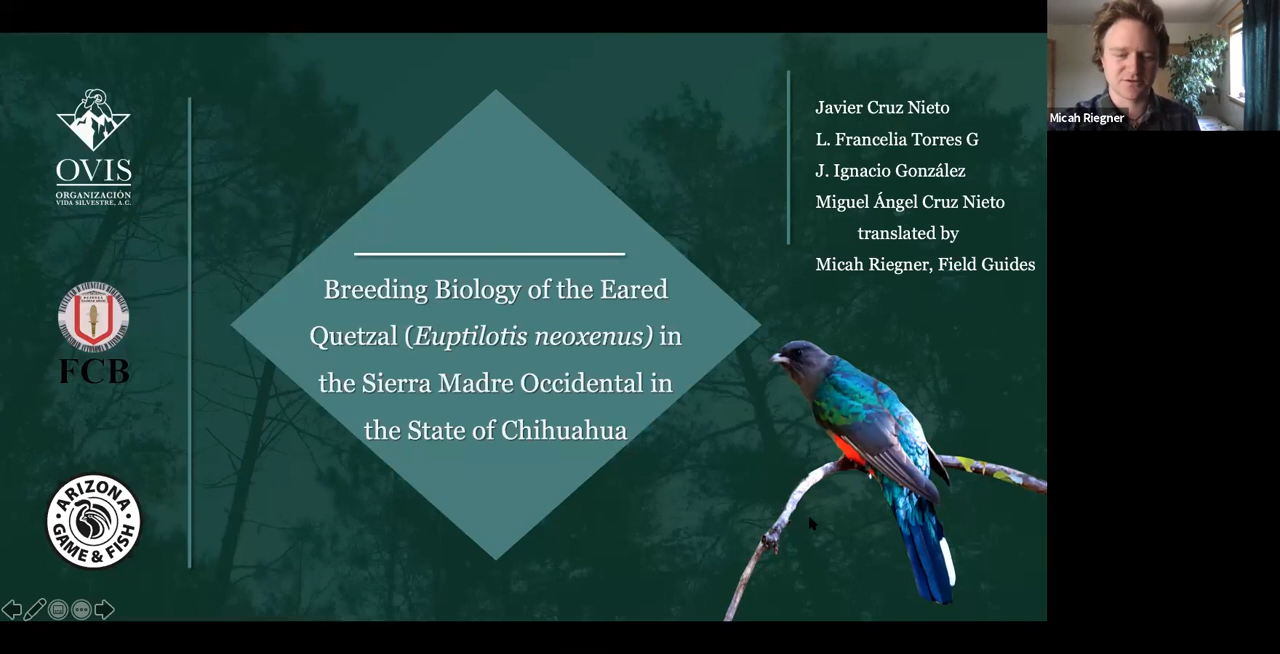 OVIS
ORGANIZACIÓN
VIDA SILVESTRE, A.C.
FCB
ARIZONA
GAME & FISH
Breeding Biology of the Eared
Quetzal (Euptilotis neoxenus) in
the Sierra Madre Occidental in
the State of Chihuahua
Javier Cruz Nieto
L. Francelia Torres G
J. Ignacio González
Miguel Ángel Cruz Nieto
translated by
Micah Riegner, Field Guides
Micah Riegner